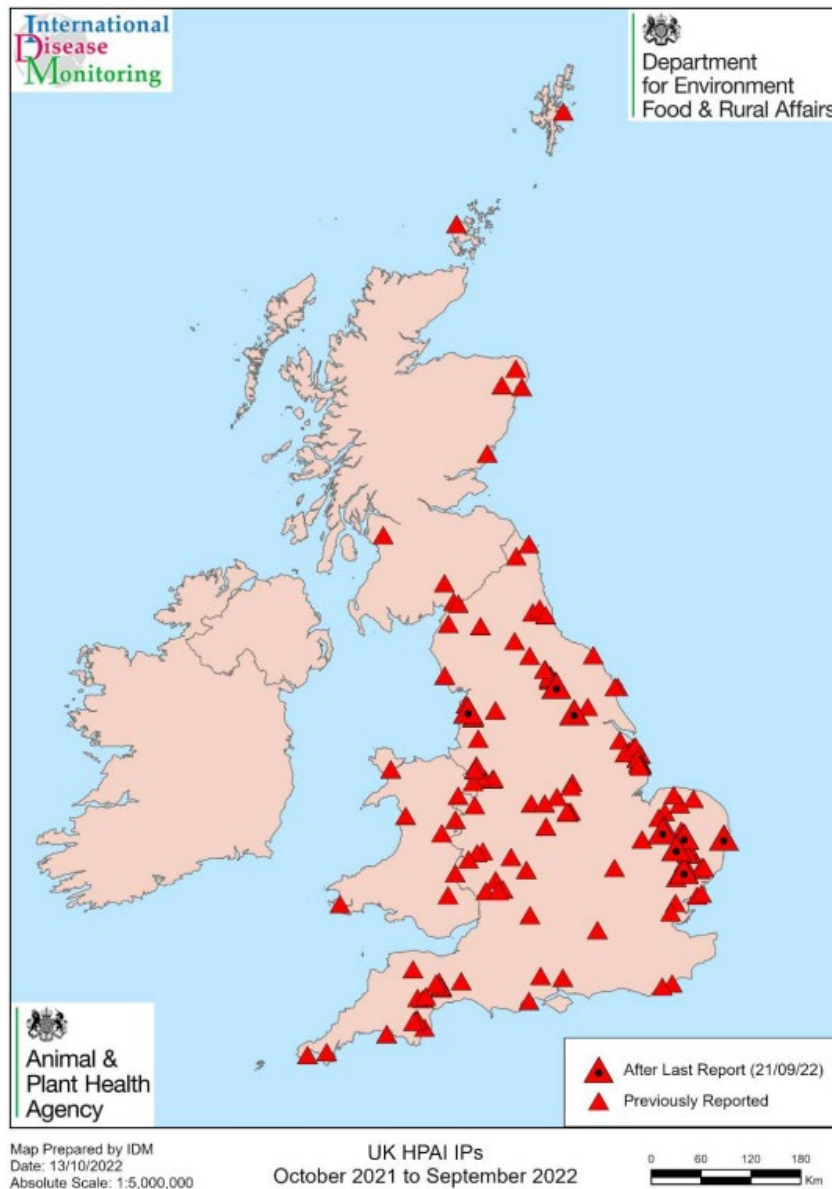 International
Disease
Monitoring
Department
for Environment
Food & Rural Affairs
Animal &
Plant Health
Agency
After Last Report (21/09/22)
Previously Reported
Map Prepared by IDM
Date: 13/10/2022
Absolute Scale: 1:5,000,000
UK HPAI IPs
October 2021 to September 2022
0 60 120 180
Km